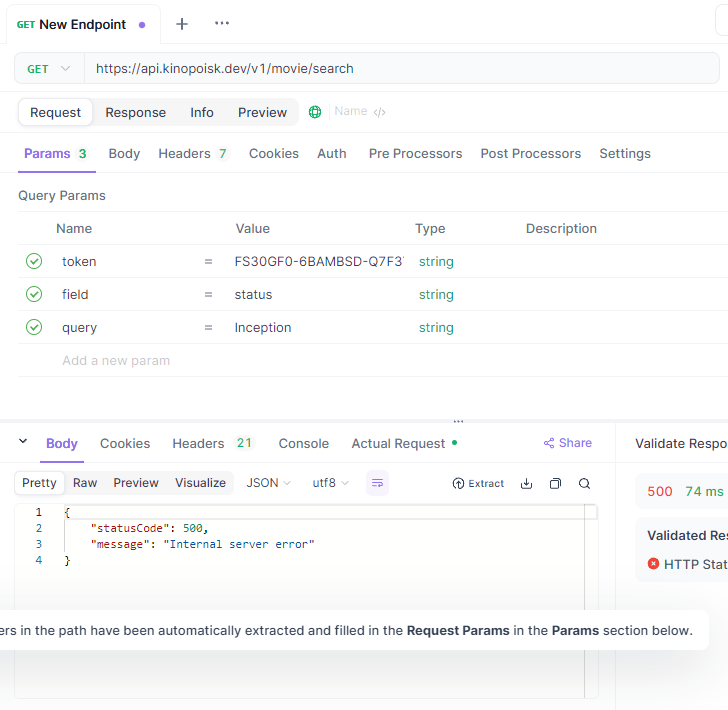 GET New Endpoint
GET https://api.kinopoisk.dev/v1/movie/search
Request Response Info Preview Name </>
Params 3 Body Headers 7 Cookies Auth Pre Processors Post Processors Settings
Query Params
Name Value Type Description
token = FS30GF0-6BAMBSD-Q7F3 string
field = status string
query = Inception string
Add a new param
Body Cookies Headers 21 Console Actual Request Share
Validate Respo
Pretty Raw Preview Visualize JSON utf8 Extract
500 74 ms
1 {
2 "statusCode": 500,
3 "message": "Internal server error"
4 }
Validated Res
HTTP Stat
ers in the path have been automatically extracted and filled in the Request Params in the Params section below.